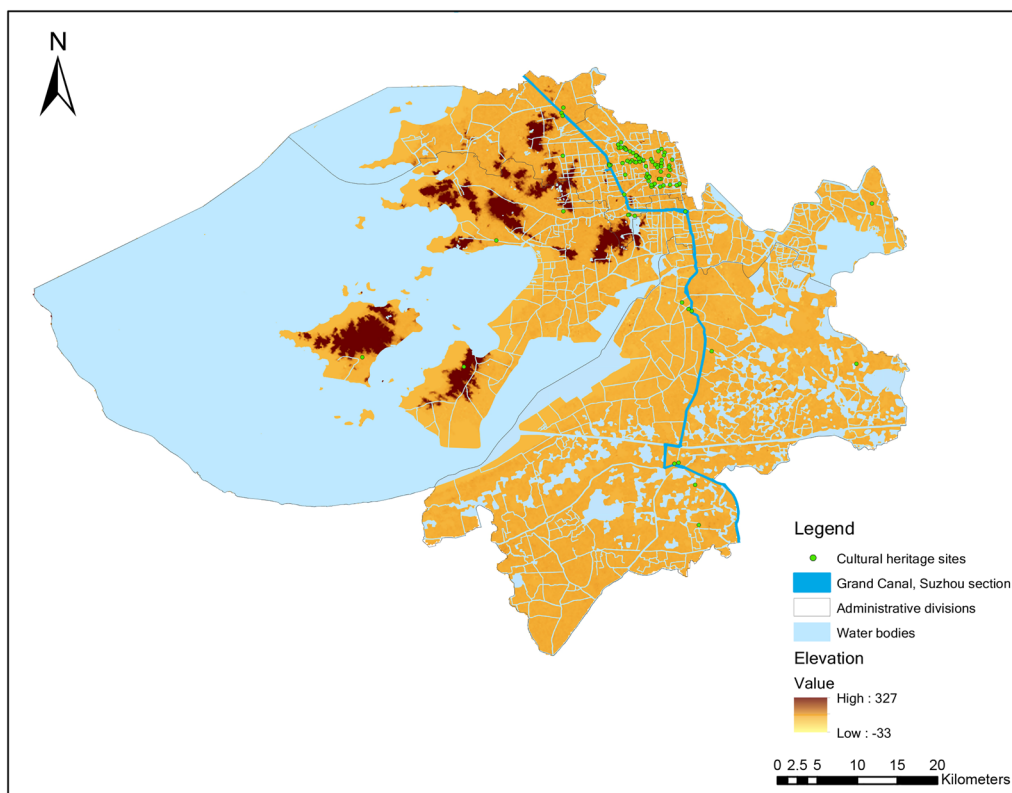 N
Legend
Cultural heritage sites
Grand Canal, Suzhou section
Administrative divisions
Water bodies
Elevation
Value
High : 327
Low : -33
0 2.5 5 10 15 20
Kilometers